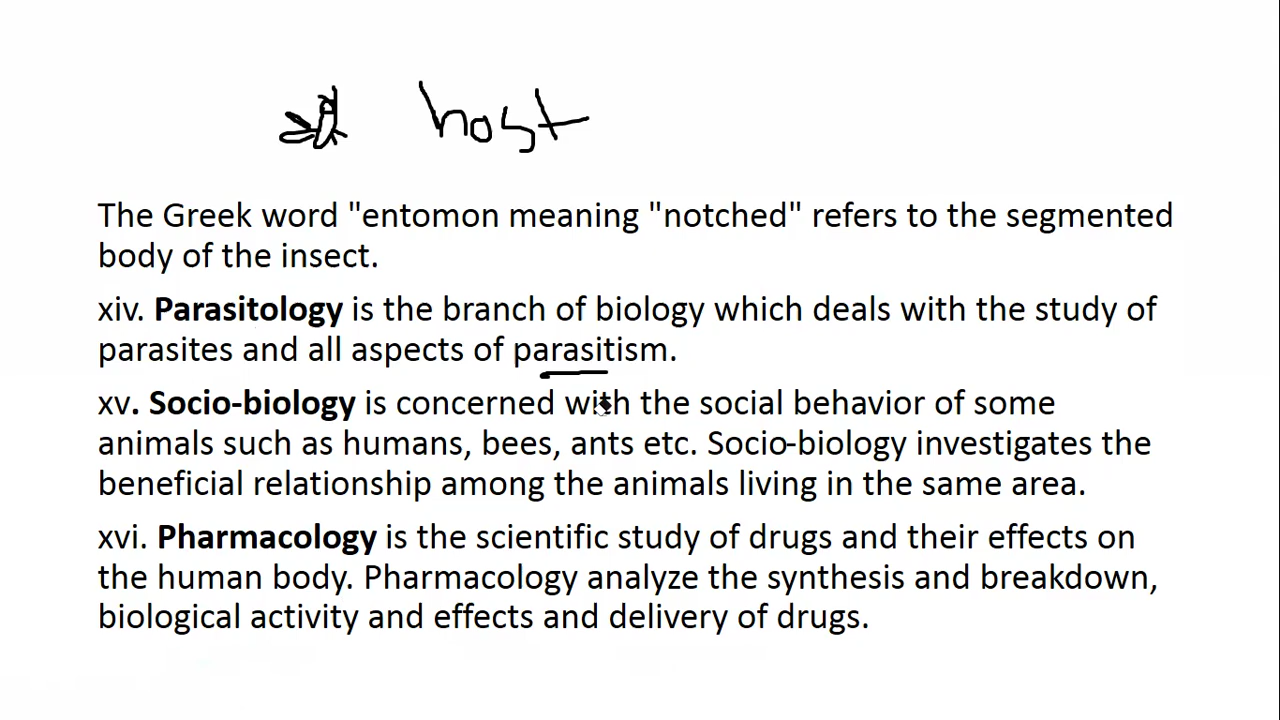 host
The Greek word "entomon meaning "notched" refers to the segmented
body of the insect.
xiv. Parasitology is the branch of biology which deals with the study of
parasites and all aspects of parasitism.
xv. Socio-biology is concerned with the social behavior of some
animals such as humans, bees, ants etc. Socio-biology investigates the
beneficial relationship among the animals living in the same area.
xvi. Pharmacology is the scientific study of drugs and their effects on
the human body. Pharmacology analyze the synthesis and breakdown,
biological activity and effects and delivery of drugs.